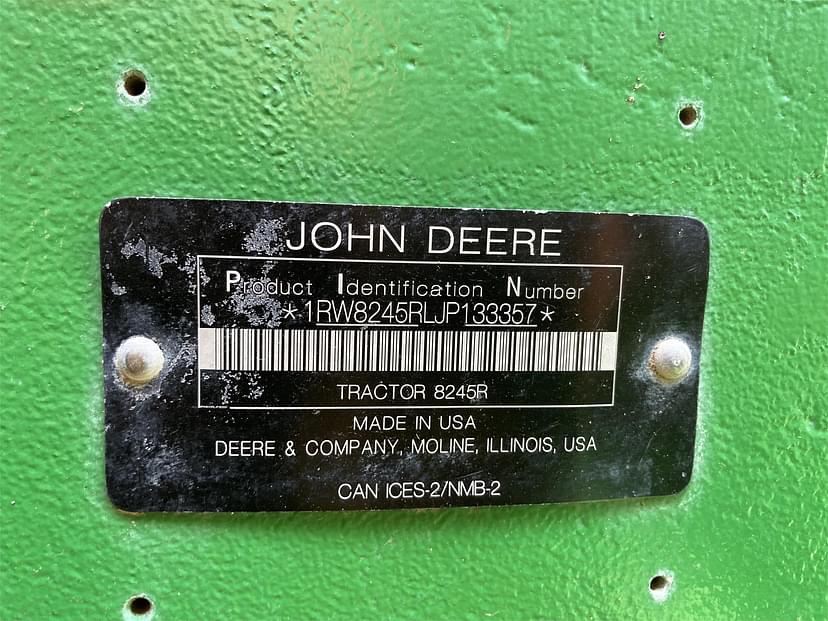 JOHN DEERE
Product Identification Number
*1RW8245RLJP133357*
TRACTOR 8245R
MADE IN USA
DEERE & COMPANY, MOLINE, ILLINOIS, USA
CAN ICES-2/NMB-2